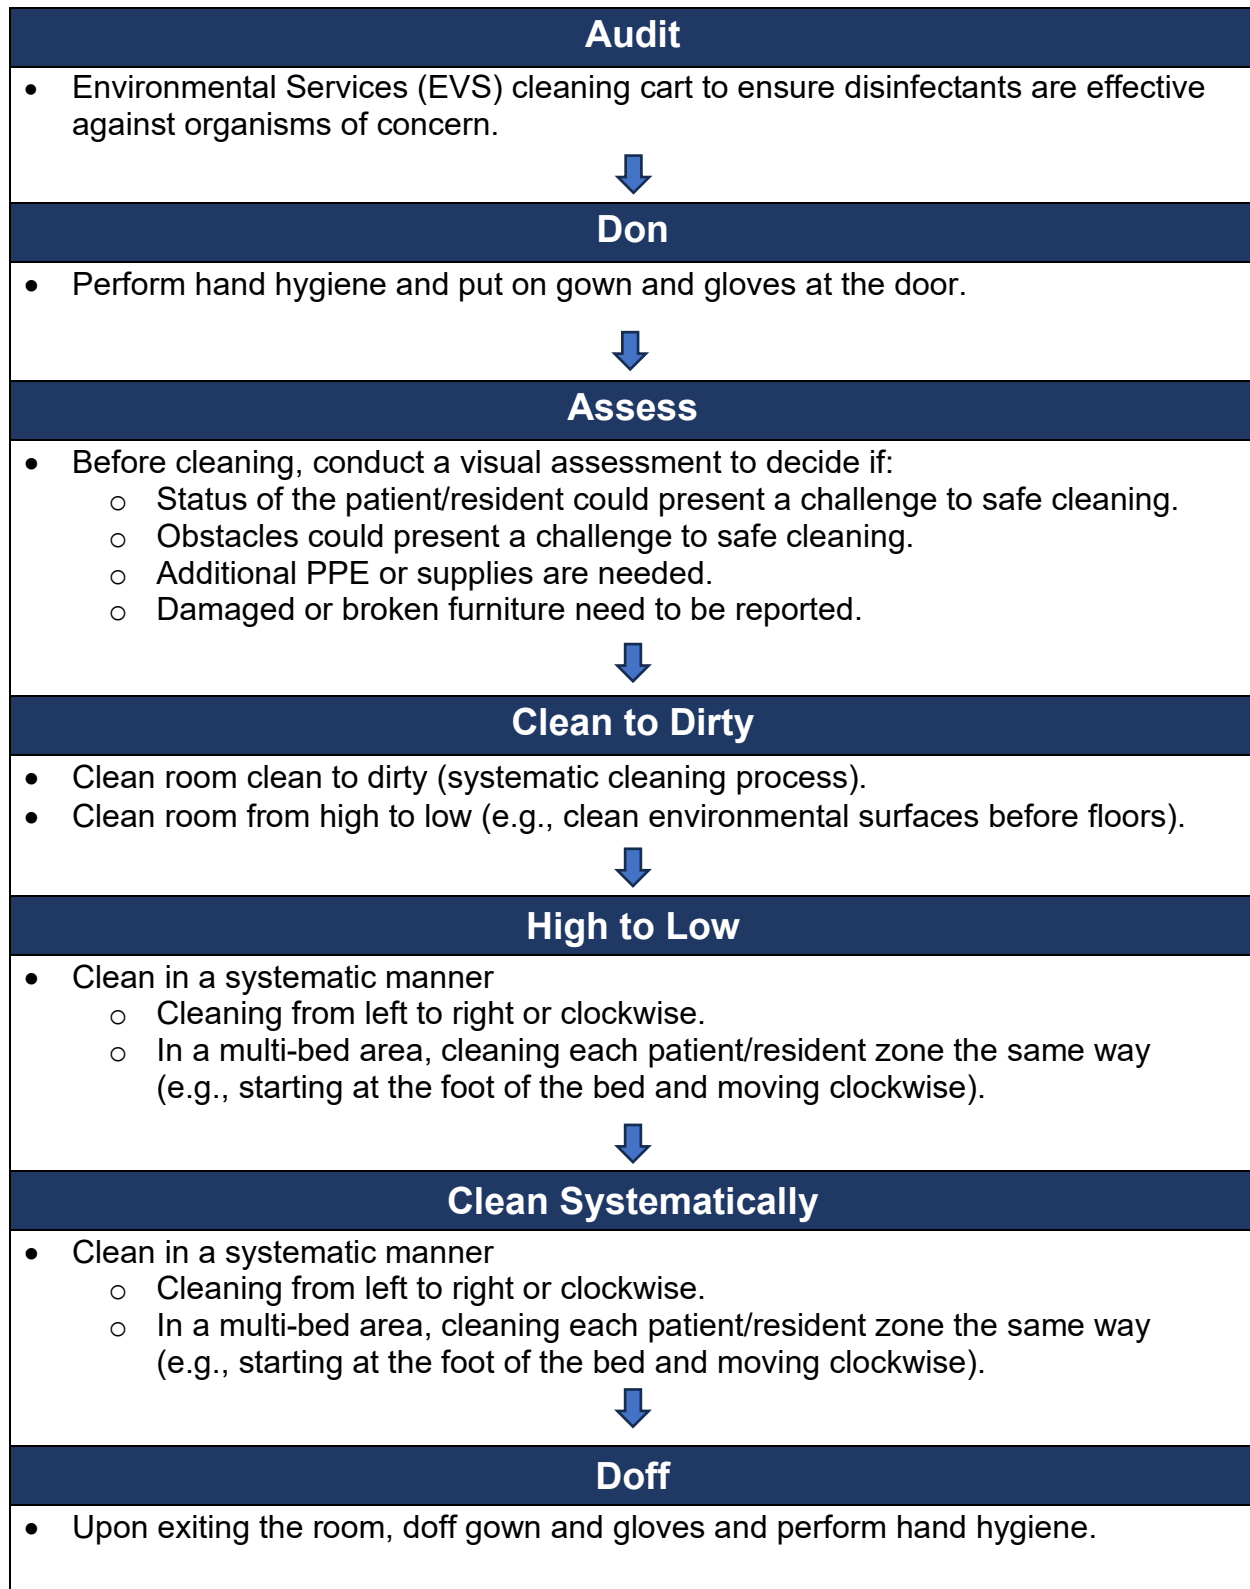 Audit
• Environmental Services (EVS) cleaning cart to ensure disinfectants are effective
against organisms of concern.
Don
• Perform hand hygiene and put on gown and gloves at the door.
Assess
• Before cleaning, conduct a visual assessment to decide if:
o Status of the patient/resident could present a challenge to safe cleaning.
o Obstacles could present a challenge to safe cleaning.
o Additional PPE or supplies are needed.
o Damaged or broken furniture need to be reported.
Clean to Dirty
• Clean room clean to dirty (systematic cleaning process).
• Clean room from high to low (e.g., clean environmental surfaces before floors).
High to Low
• Clean in a systematic manner
o Cleaning from left to right or clockwise.
o In a multi-bed area, cleaning each patient/resident zone the same way
(e.g., starting at the foot of the bed and moving clockwise).
Clean Systematically
• Clean in a systematic manner
o Cleaning from left to right or clockwise.
o In a multi-bed area, cleaning each patient/resident zone the same way
(e.g., starting at the foot of the bed and moving clockwise).
Doff
• Upon exiting the room, doff gown and gloves and perform hand hygiene.